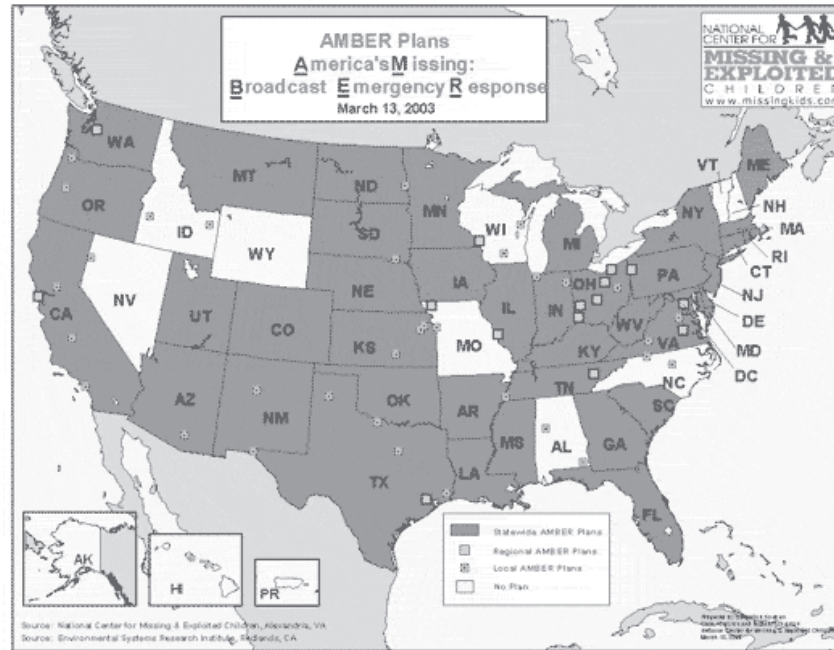 AMBER Plans
America's Missing:
Broadcast Emergency Response
March 13, 2003
NATIONAL
CENTER FOR
MISSING &
EXPLOITED
CHILDREN
www.missingkids.com
WA
MT
ND
MN
OR
ID
WY
SD
WI
MI
NY
VT
ME
NH
MA
RI
CT
NJ
DE
MD
DC
NV
CA
UT
CO
NE
IA
IL
IN
OH
PA
WV
VA
KS
MO
KY
NC
TN
SC
AZ
NM
OK
AR
MS
AL
GA
TX
LA
FL
AK
HI
PR
Statewide AMBER Plans
Regional AMBER Plans
Local AMBER Plans
No Plan
Source: National Center for Missing & Exploited Children, Alexandria, VA
Source: Environmental Systems Research Institute, Redlands, CA